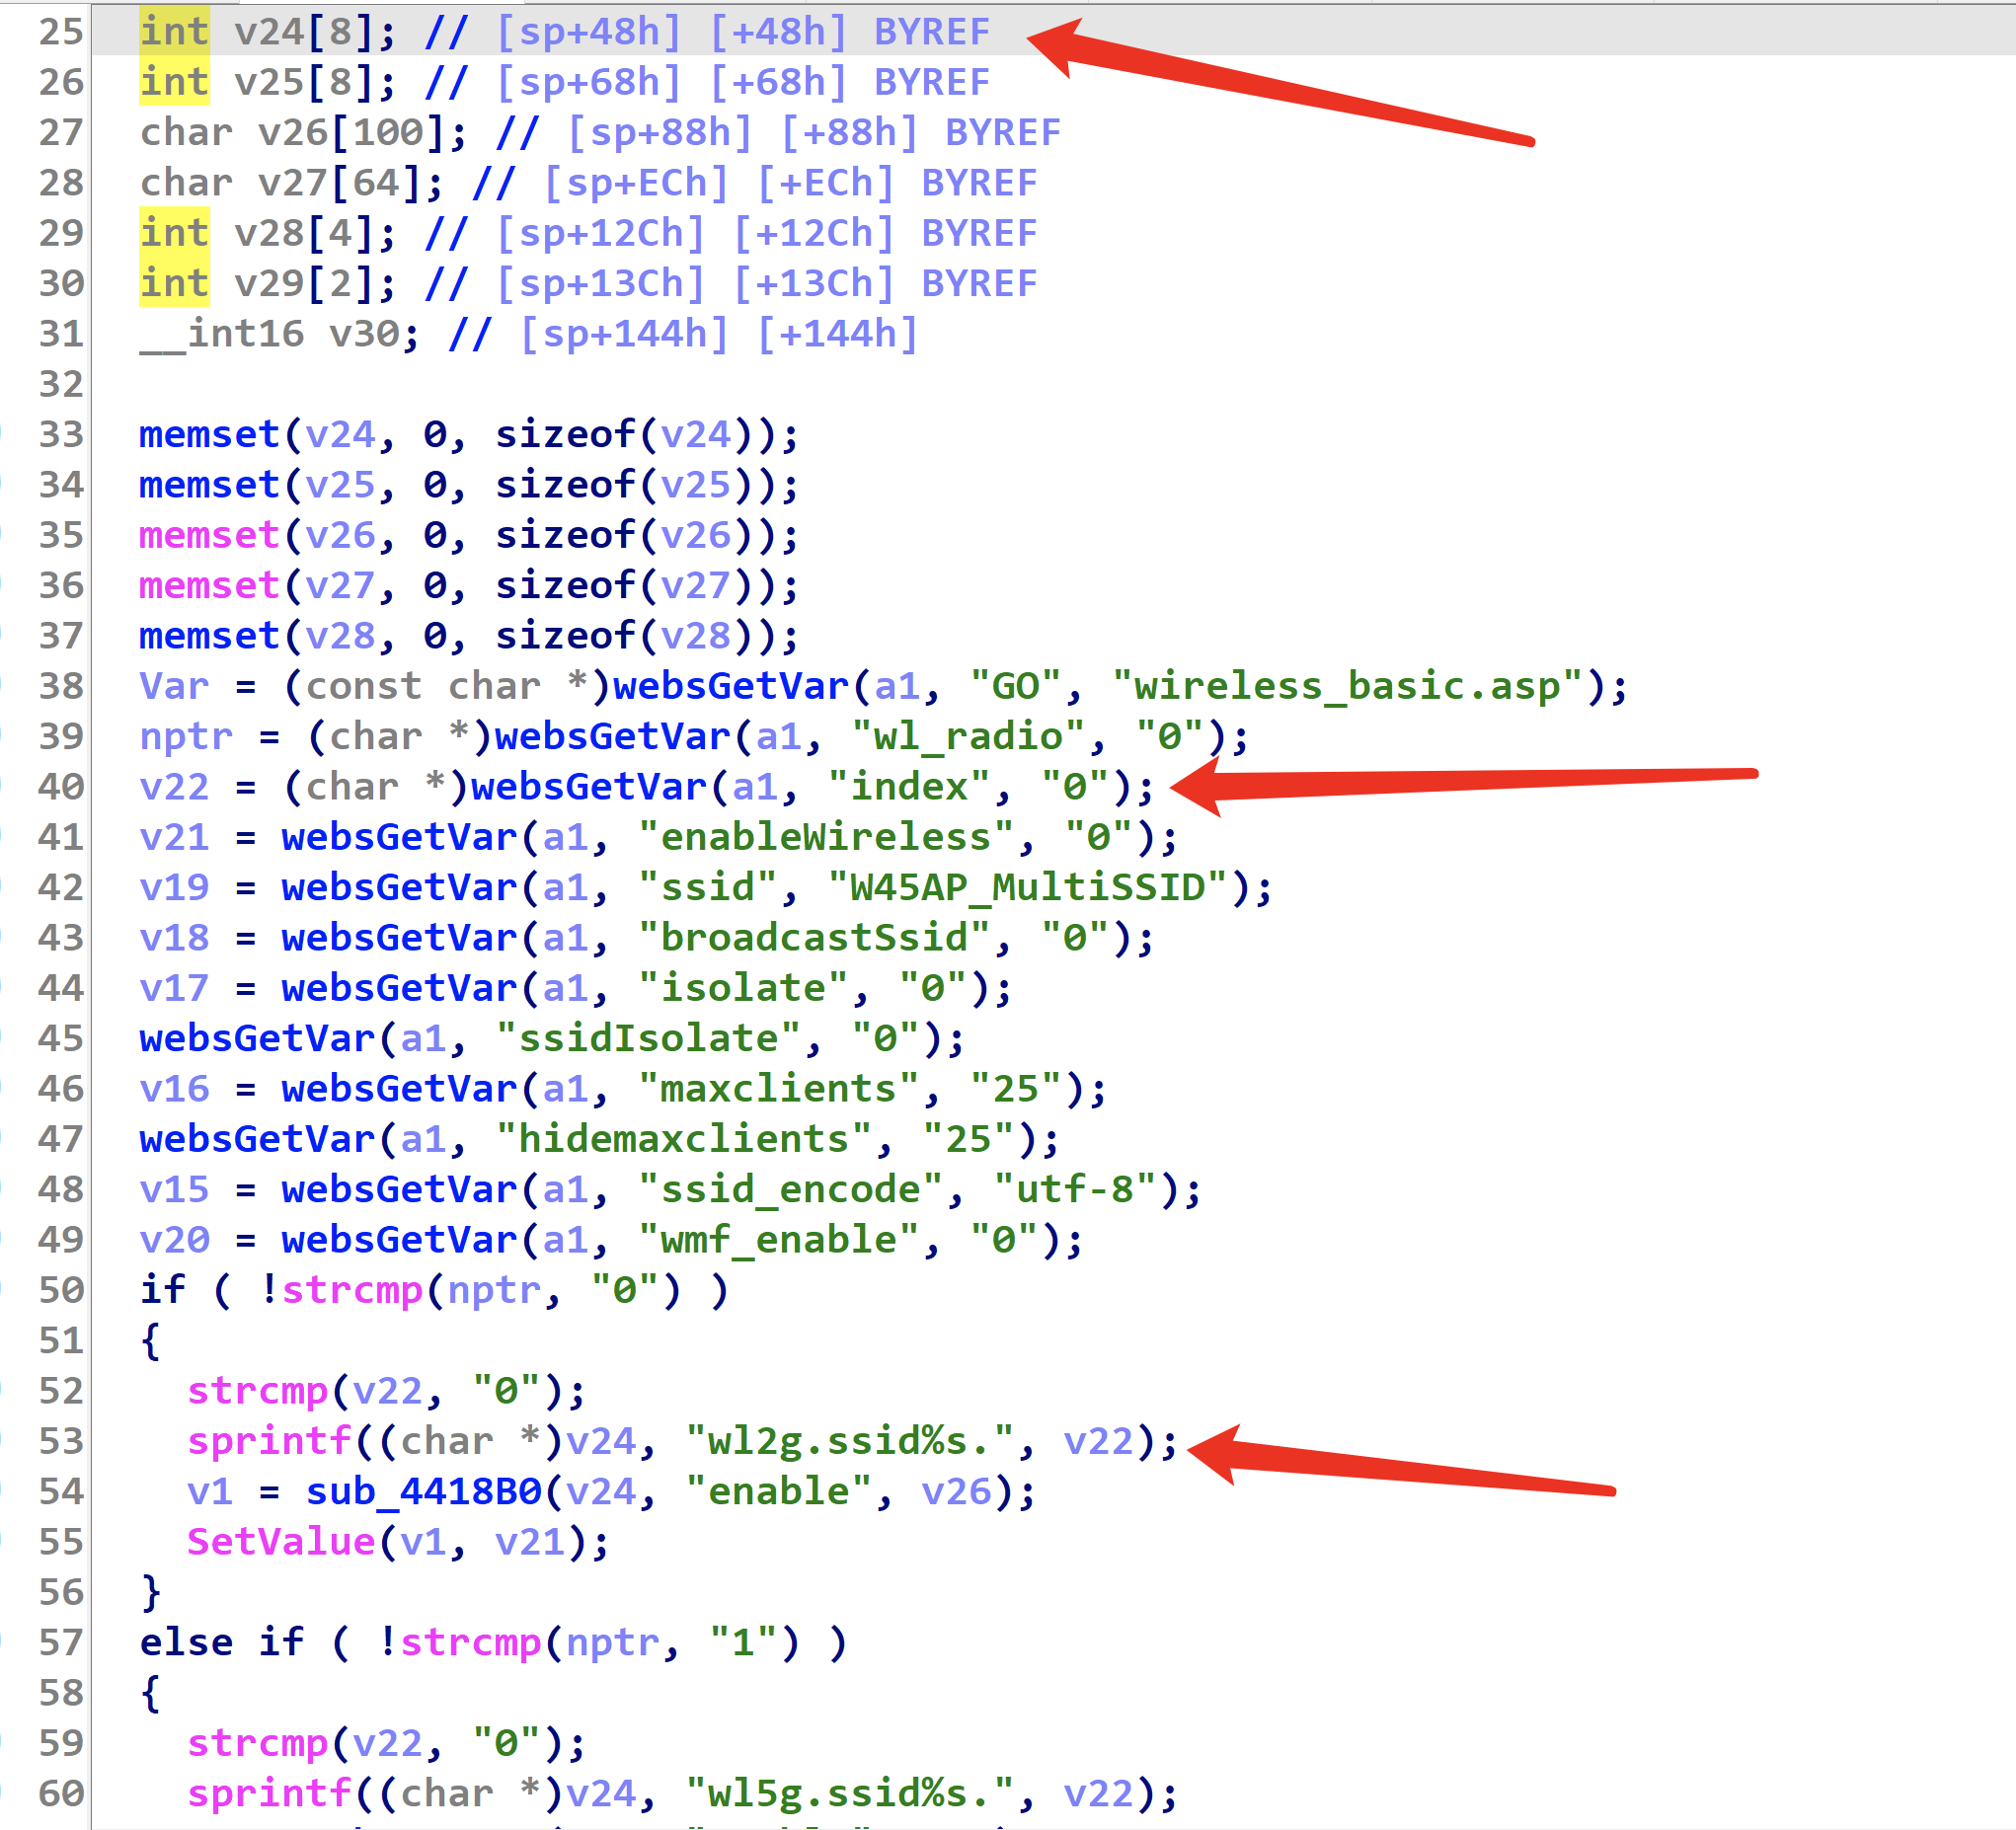 25 int v24[8]; // [sp+48h] [+48h] BYREF
26 int v25[8]; // [sp+68h] [+68h] BYREF
27 char v26[100]; // [sp+88h] [+88h] BYREF
28 char v27[64]; // [sp+ECh] [+ECh] BYREF
29 int v28[4]; // [sp+12Ch] [+12Ch] BYREF
30 int v29[2]; // [sp+13Ch] [+13Ch] BYREF
31 __int16 v30; // [sp+144h] [+144h]
32
33 memset(v24, 0, sizeof(v24));
34 memset(v25, 0, sizeof(v25));
35 memset(v26, 0, sizeof(v26));
36 memset(v27, 0, sizeof(v27));
37 memset(v28, 0, sizeof(v28));
38 Var = (const char *)websGetVar(a1, "GO", "wireless_basic.asp");
39 nptr = (char *)websGetVar(a1, "wl_radio", "0");
40 v22 = (char *)websGetVar(a1, "index", "0");
41 v21 = websGetVar(a1, "enableWireless", "0");
42 v19 = websGetVar(a1, "ssid", "W45AP_MultiSSID");
43 v18 = websGetVar(a1, "broadcastSsid", "0");
44 v17 = websGetVar(a1, "isolate", "0");
45 websGetVar(a1, "ssidIsolate", "0");
46 v16 = websGetVar(a1, "maxclients", "25");
47 websGetVar(a1, "hidemaxclients", "25");
48 v15 = websGetVar(a1, "ssid_encode", "utf-8");
49 v20 = websGetVar(a1, "wmf_enable", "0");
50 if ( !strcmp(nptr, "0") )
51 {
52 strcmp(v22, "0");
53 sprintf((char *)v24, "wl2g.ssid%s.", v22);
54 v1 = sub_4418B0(v24, "enable", v26);
55 SetValue(v1, v21);
56 }
57 else if ( !strcmp(nptr, "1") )
58 {
59 strcmp(v22, "0");
60 sprintf((char *)v24, "wl5g.ssid%s.", v22);